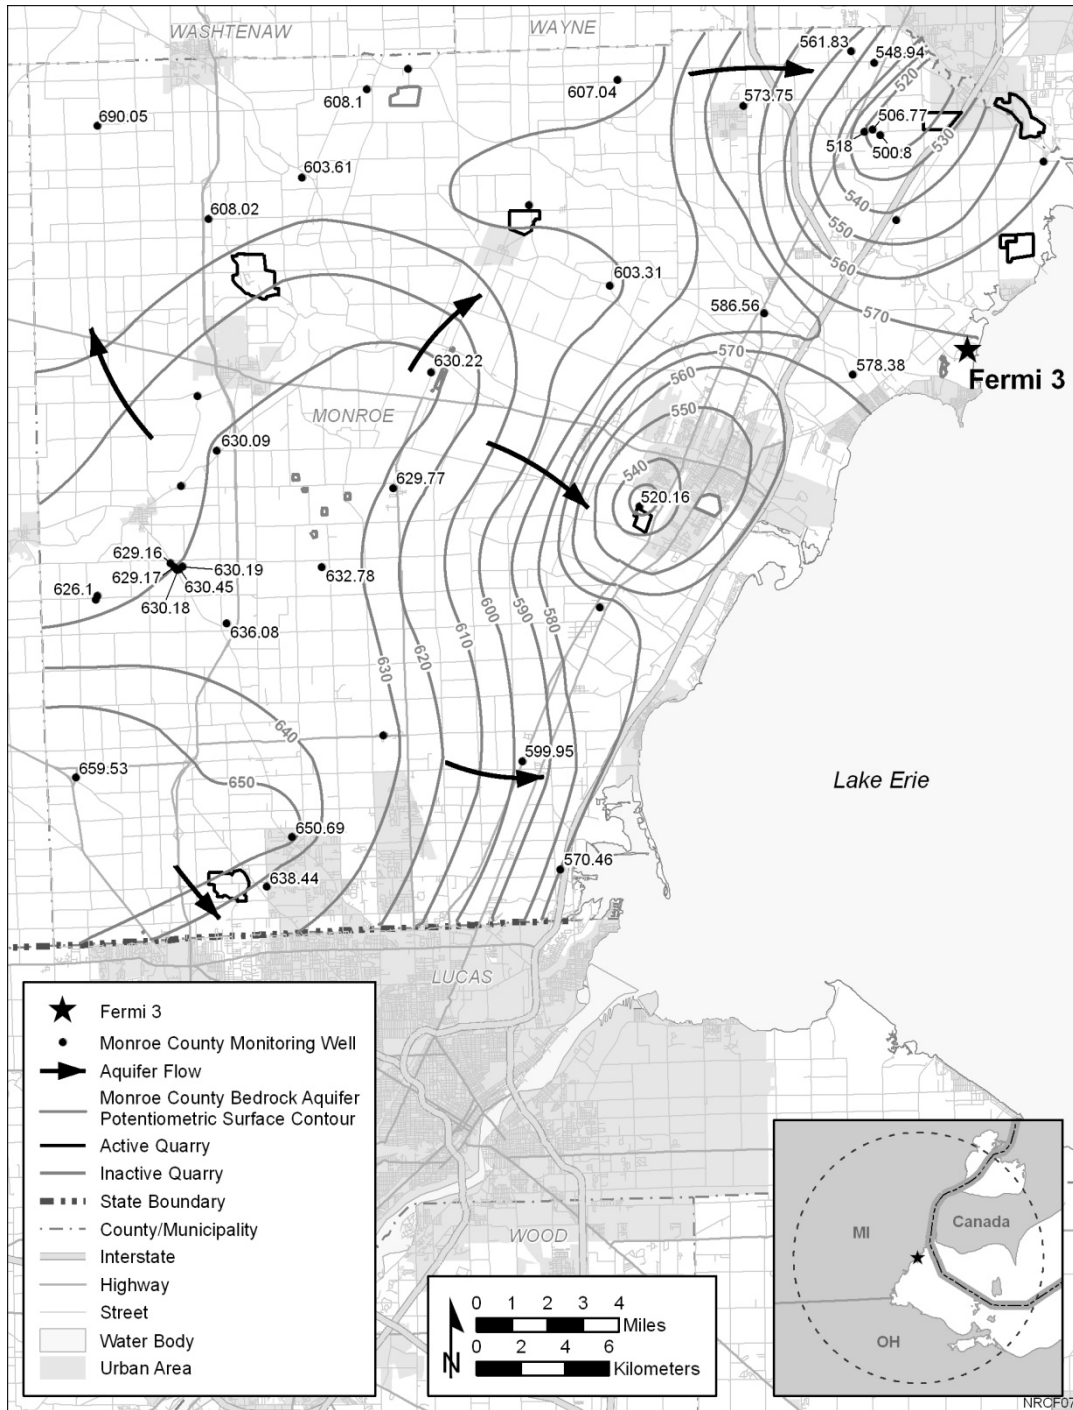 WASHTENAW
WAYNE
561.83
548.94
520
608.1
607.04
573.75
690.05
506.77
518
500.8
530
603.61
540
608.02
550
560
603.31
586.56
570
570
578.38
Fermi 3
560
630.22
550
MONROE
630.09
540
629.77
520.16
629.16
630.19
629.17
630.45
632.78
626.1
630.18
636.08
600
590
580
610
620
630
640
650
659.53
599.95
Lake Erie
650.69
570.46
638.44
LUCAS
WOOD
Fermi 3
Monroe County Monitoring Well
Aquifer Flow
Monroe County Bedrock Aquifer
Potentiometric Surface Contour
Active Quarry
Inactive Quarry
State Boundary
County/Municipality
Interstate
Highway
Street
Water Body
Urban Area
N
0 1 2 3 4
Miles
0 2 4 6
Kilometers
MI
Canada
OH
NRCF07